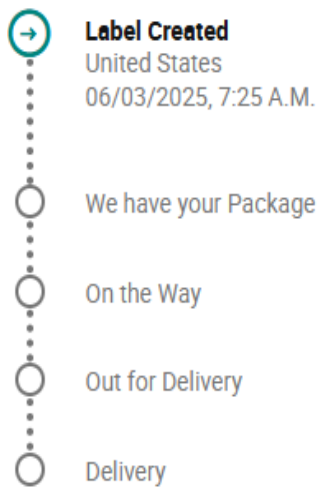 Label Created
United States
06/03/2025, 7:25 A.M.
We have your Package
On the Way
Out for Delivery
Delivery